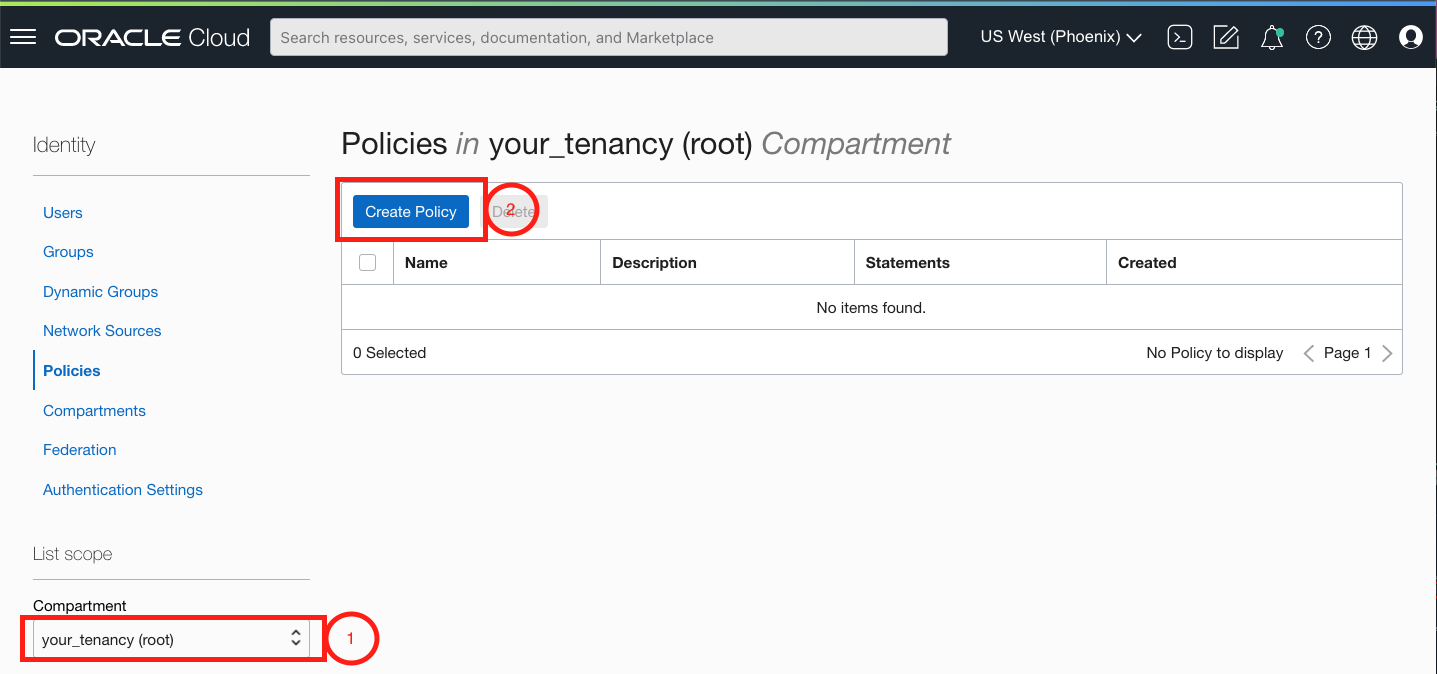 ORACLE Cloud
Search resources, services, documentation, and Marketplace
US West (Phoenix)
Identity
Users
Groups
Dynamic Groups
Network Sources
Policies
Compartments
Federation
Authentication Settings
List scope
Compartment
your_tenancy (root)
1
Policies in your_tenancy (root) Compartment
Create Policy
Delete
2
Name Description Statements Created
No items found.
0 Selected No Policy to display Page 1